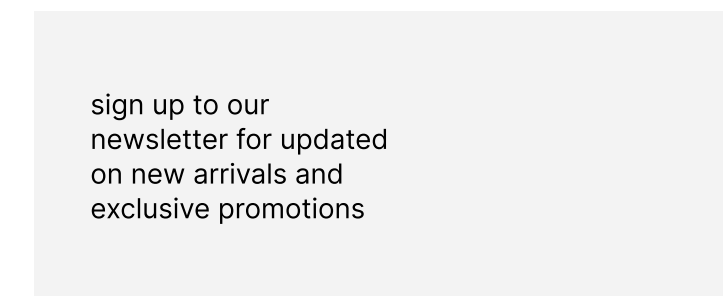 sign up to our
newsletter for updated
on new arrivals and
exclusive promotions